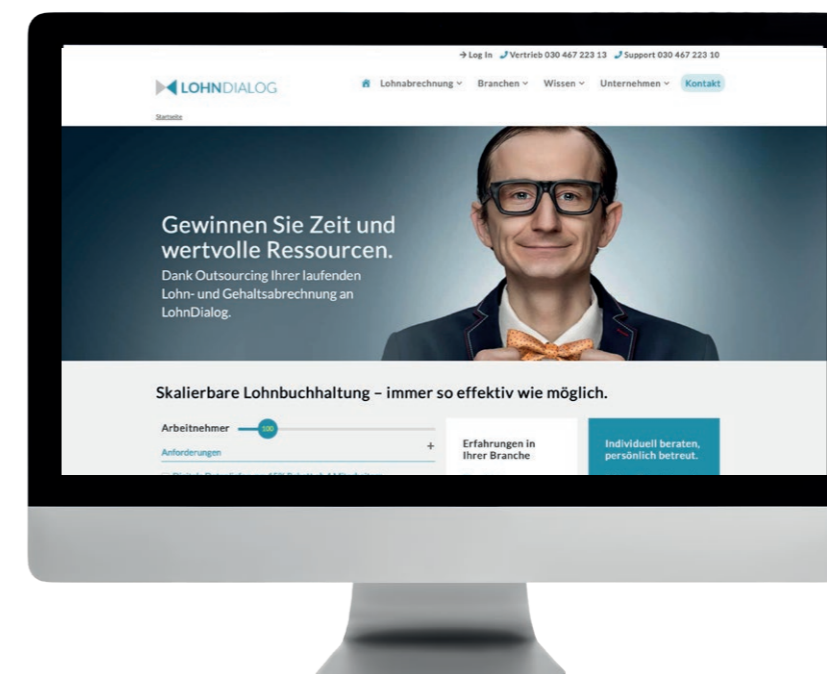 Log In Vertrieb 030 467 223 13 Support 030 467 223 10
LOHNDIALOG
Lohnabrechnung Branchen Wissen Unternehmen Kontakt
Startseite
Gewinnen Sie Zeit und
wertvolle Ressourcen.
Dank Outsourcing Ihrer laufenden
Lohn- und Gehaltsabrechnung an
LohnDialog.
Skalierbare Lohnbuchhaltung – immer so effektiv wie möglich.
Arbeitnehmer 100
Anforderungen +
Erfahrungen in
Ihrer Branche
Individuell beraten,
persönlich betreut.